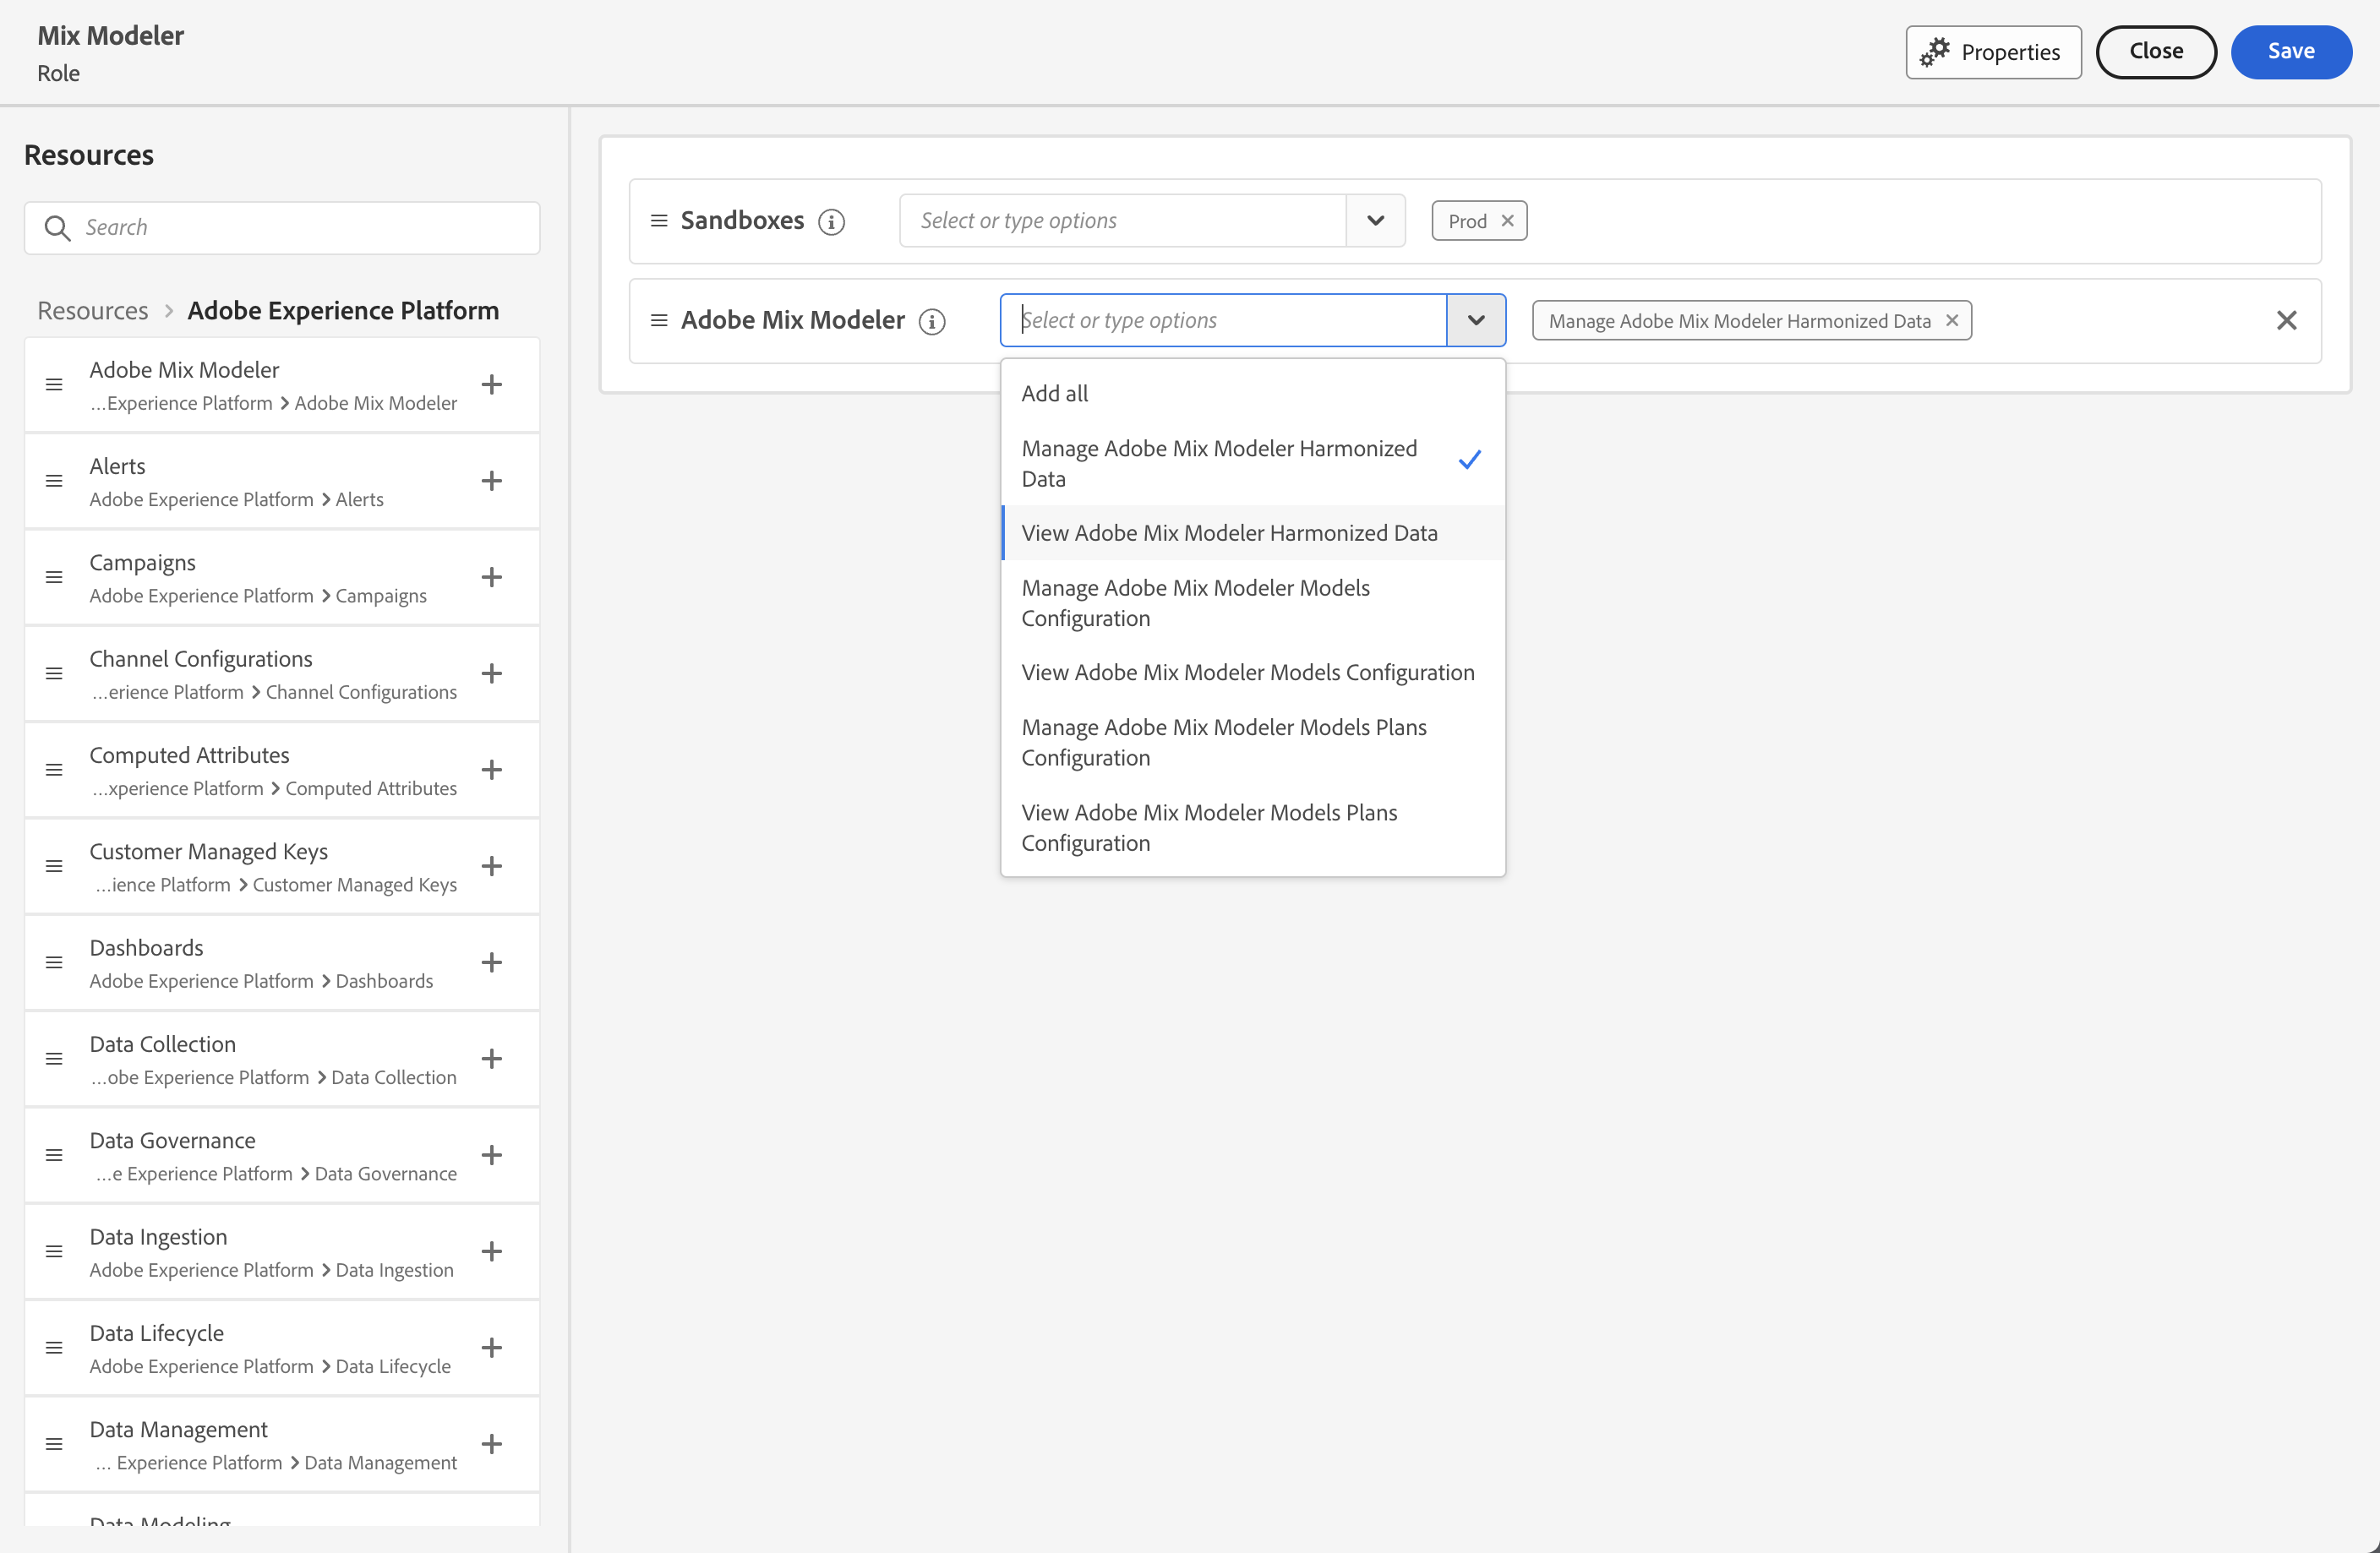 Mix Modeler
Role
Properties
Close
Save
Resources
Search
Resources > Adobe Experience Platform
Adobe Mix Modeler
...Experience Platform > Adobe Mix Modeler
Alerts
Adobe Experience Platform > Alerts
Campaigns
Adobe Experience Platform > Campaigns
Channel Configurations
...erience Platform > Channel Configurations
Computed Attributes
...xperience Platform > Computed Attributes
Customer Managed Keys
...ience Platform > Customer Managed Keys
Dashboards
Adobe Experience Platform > Dashboards
Data Collection
...obe Experience Platform > Data Collection
Data Governance
...e Experience Platform > Data Governance
Data Ingestion
Adobe Experience Platform > Data Ingestion
Data Lifecycle
Adobe Experience Platform > Data Lifecycle
Data Management
... Experience Platform > Data Management
Data Modeling
Sandboxes
Select or type options
Prod
Adobe Mix Modeler
Select or type options
Manage Adobe Mix Modeler Harmonized Data
Add all
Manage Adobe Mix Modeler Harmonized
Data
View Adobe Mix Modeler Harmonized Data
Manage Adobe Mix Modeler Models
Configuration
View Adobe Mix Modeler Models Configuration
Manage Adobe Mix Modeler Models Plans
Configuration
View Adobe Mix Modeler Models Plans
Configuration